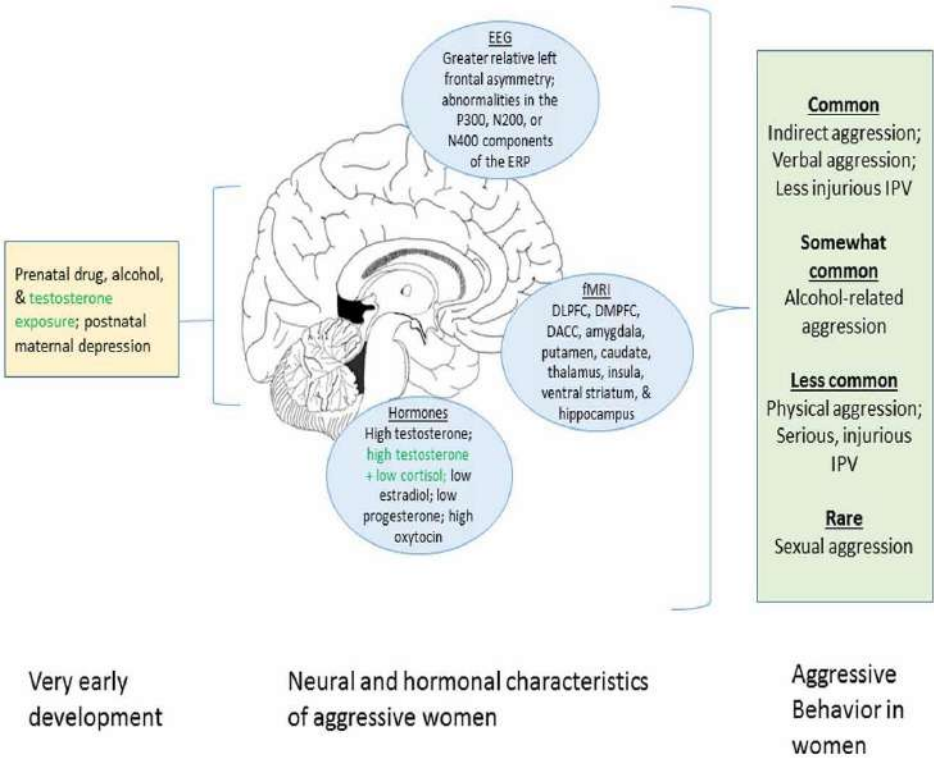 Prenatal drug, alcohol,
& testosterone
exposure; postnatal
maternal depression
EEG
Greater relative left
frontal asymmetry;
abnormalities in the
P300, N200, or
N400 components
of the ERP
fMRI
DLPFC, DMPFC,
DACC, amygdala,
putamen, caudate,
thalamus, insula,
ventral striatum, &
hippocampus
Hormones
High testosterone;
high testosterone
+ low cortisol; low
estradiol; low
progesterone; high
oxytocin
Common
Indirect aggression;
Verbal aggression;
Less injurious IPV
Somewhat
common
Alcohol-related
aggression
Less common
Physical aggression;
Serious, injurious
IPV
Rare
Sexual aggression
Very early
development
Neural and hormonal characteristics
of aggressive women
Aggressive
Behavior in
women